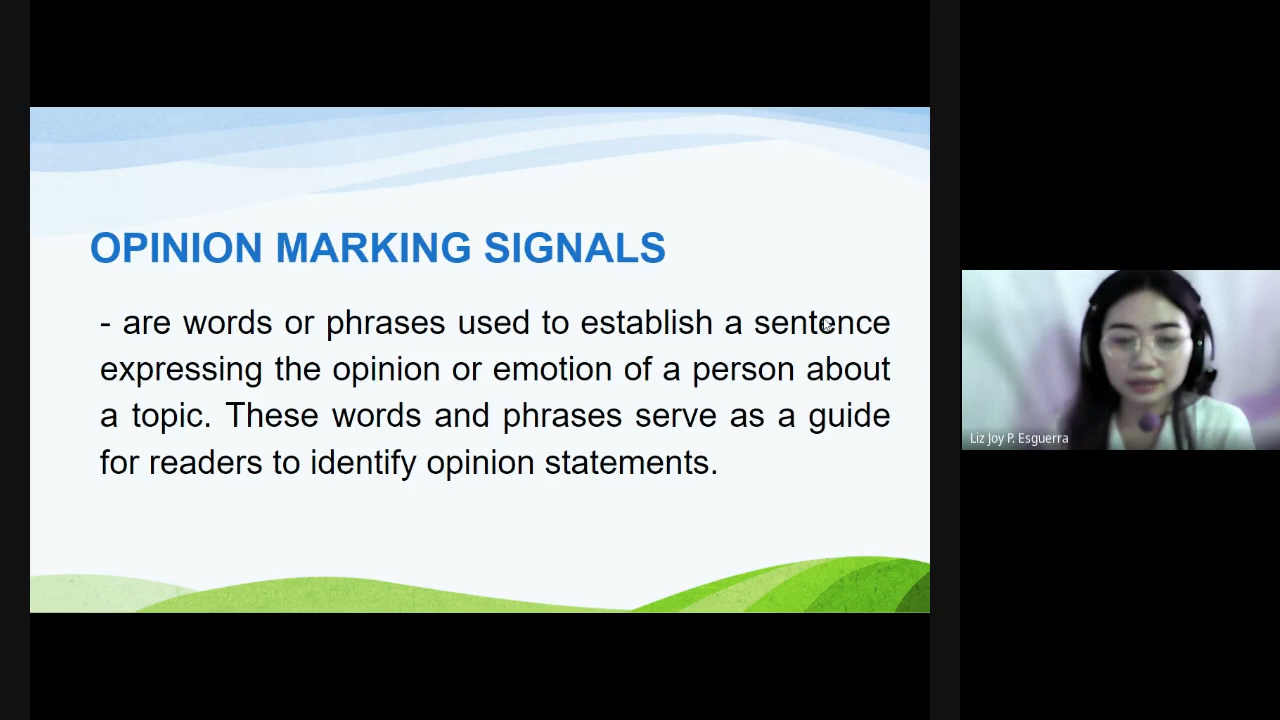 OPINION MARKING SIGNALS
- are words or phrases used to establish a sentence
expressing the opinion or emotion of a person about
a topic. These words and phrases serve as a guide
for readers to identify opinion statements.
Liz Joy P. Esguerra